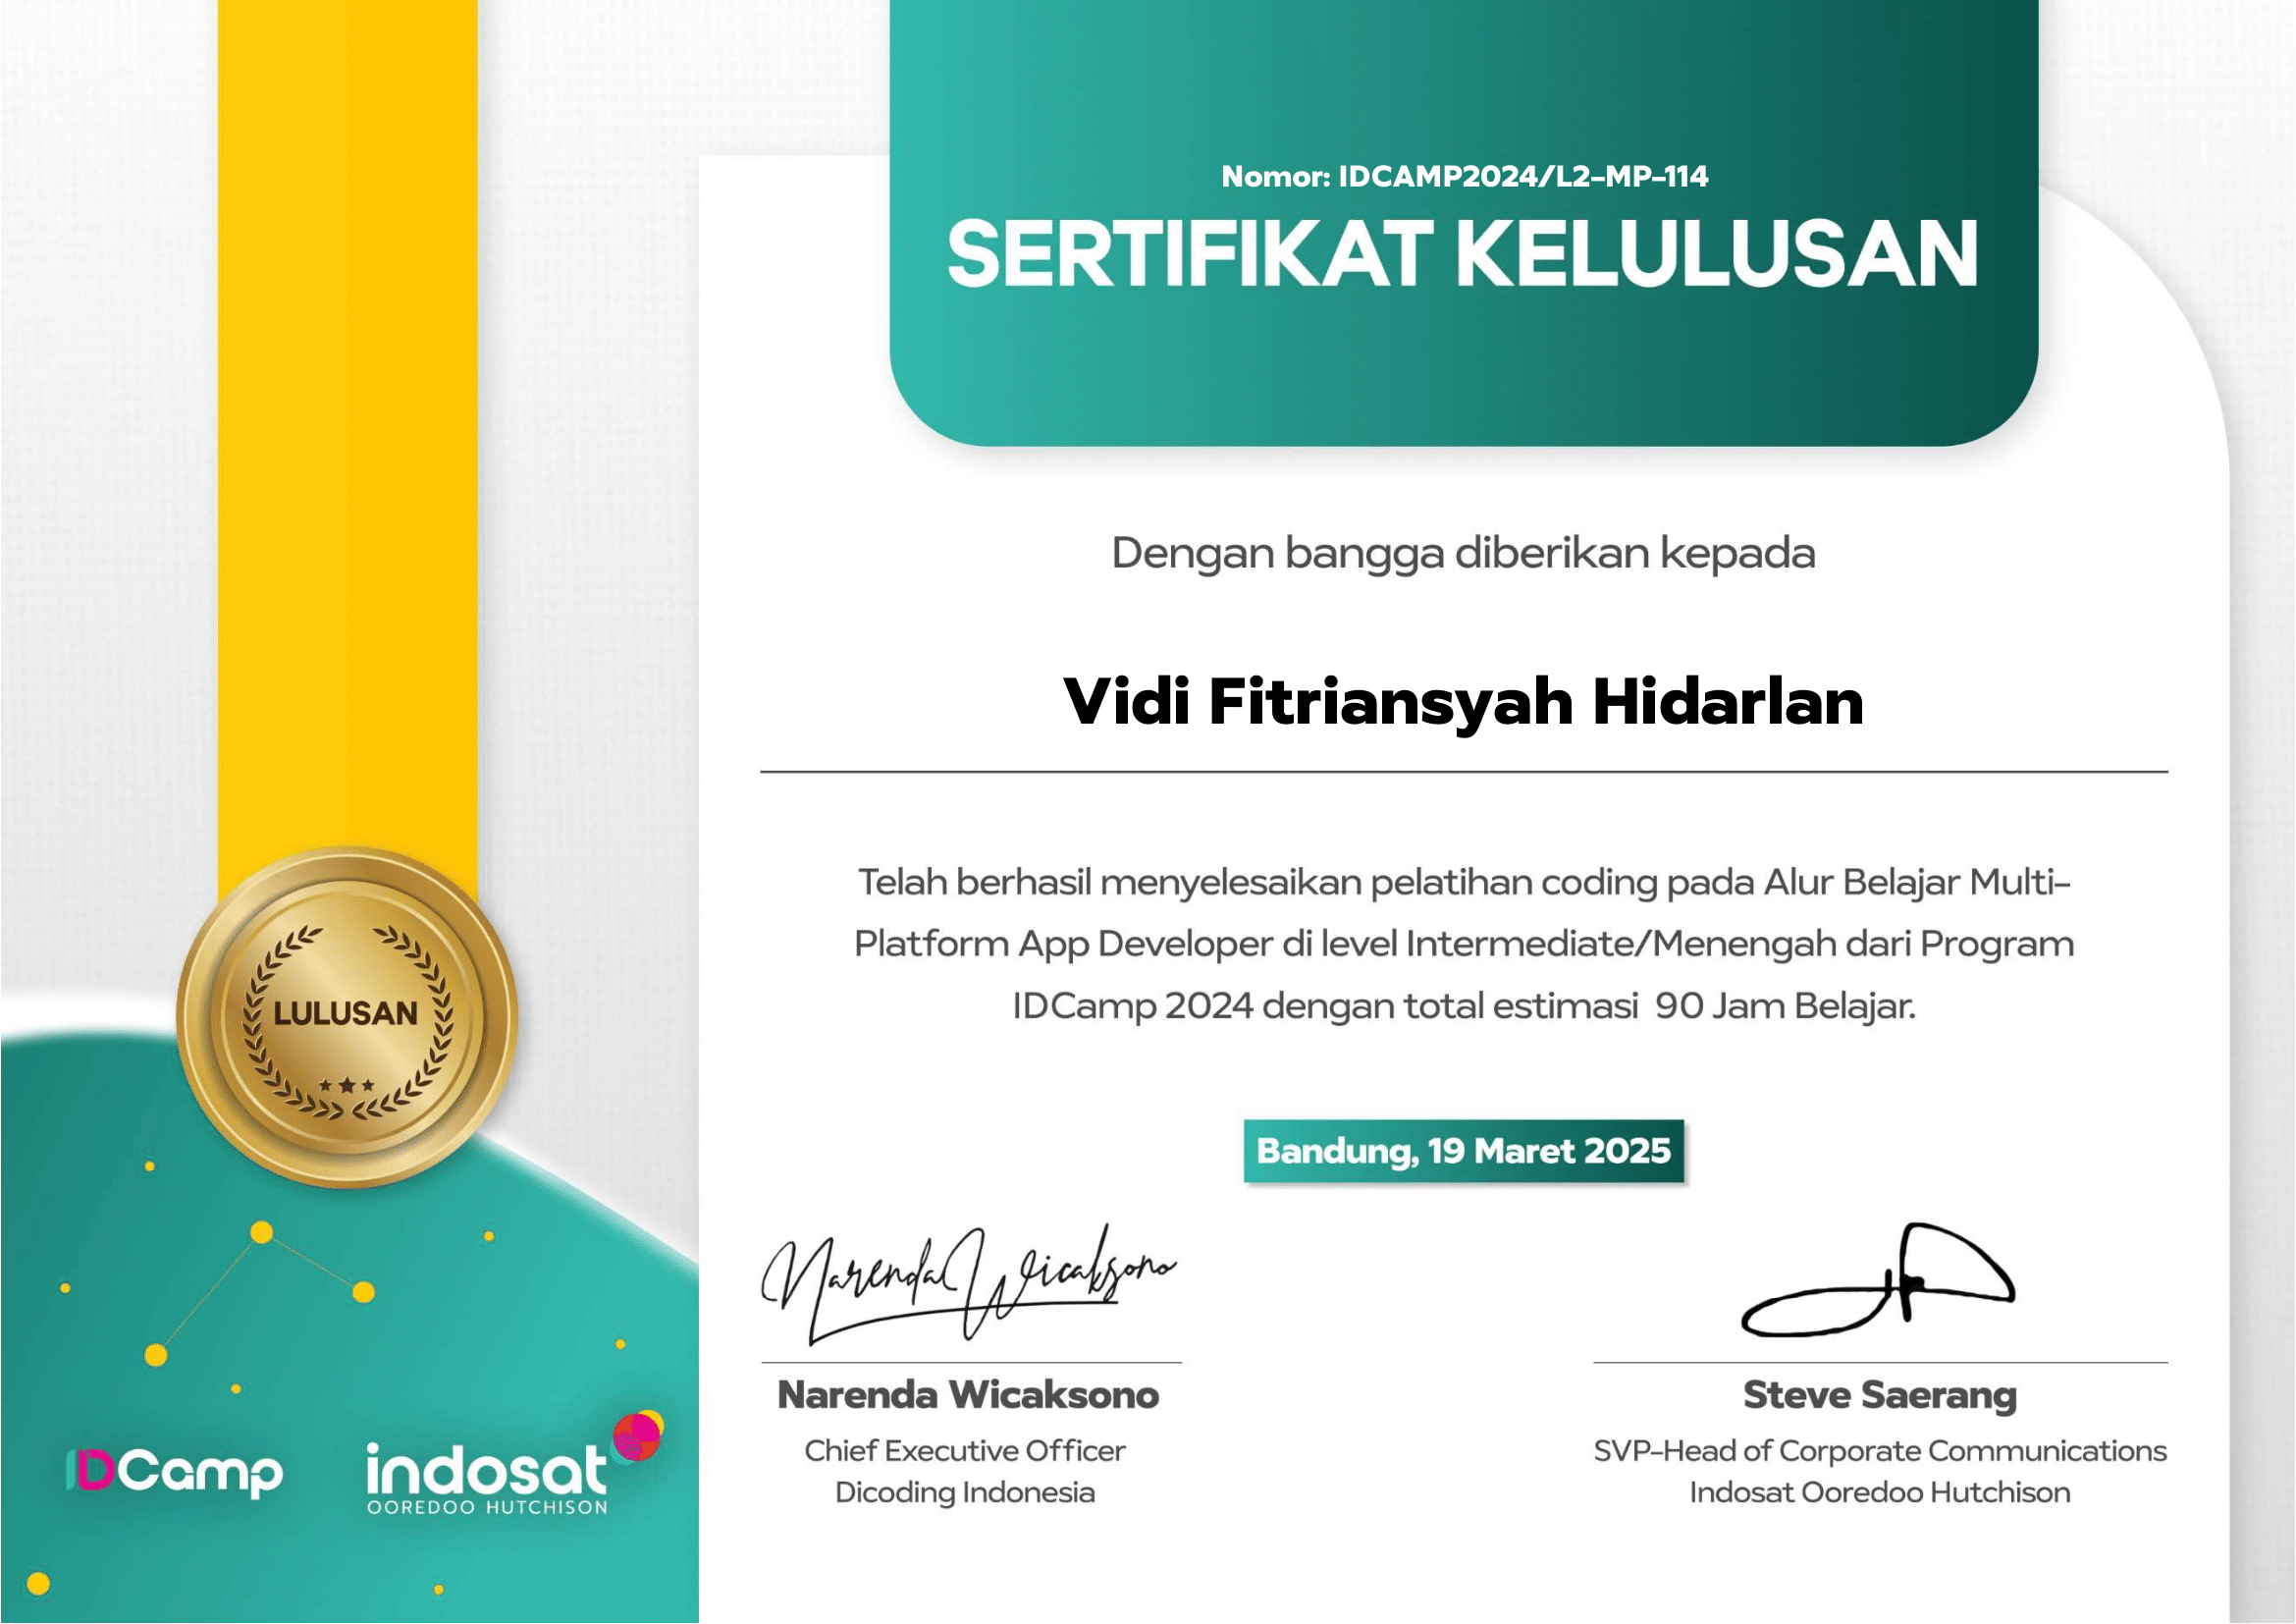 Nomor: IDCAMP2024/L2-MP-114
SERTIFIKAT KELULUSAN
Dengan bangga diberikan kepada
Vidi Fitriansyah Hidarlan
Telah berhasil menyelesaikan pelatihan coding pada Alur Belajar Multi-
Platform App Developer di level Intermediate/Menengah dari Program
IDCamp 2024 dengan total estimasi 90 Jam Belajar.
LULUSAN
Bandung, 19 Maret 2025
Narenda Wicaksono
Narenda Wicaksono
Chief Executive Officer
Dicoding Indonesia
Steve Saerang
SVP-Head of Corporate Communications
Indosat Ooredoo Hutchison
IDCamp
indosat
OOREDOO HUTCHISON